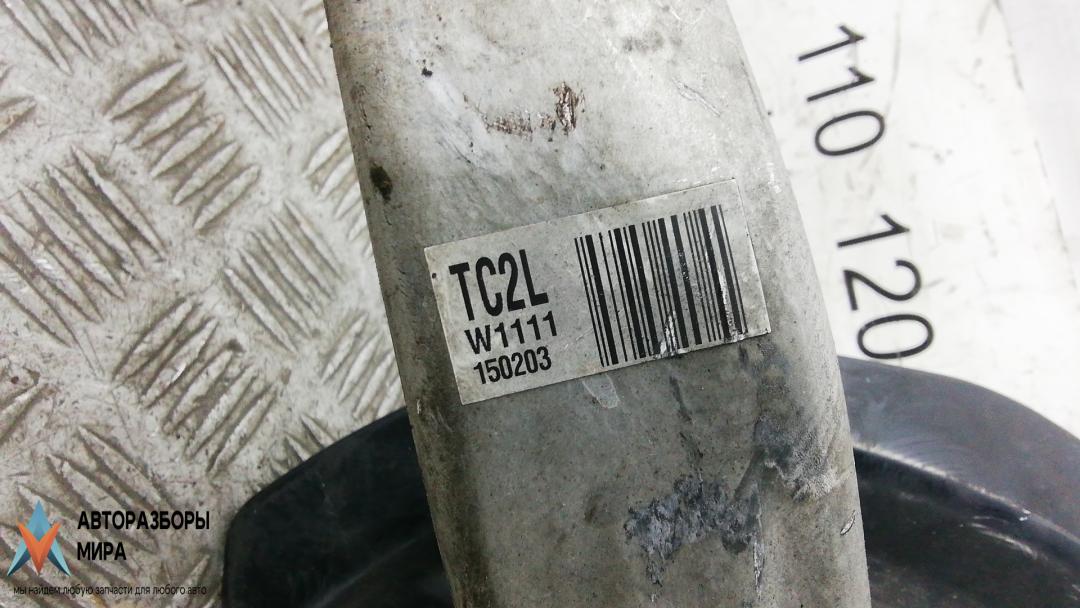 110
120
TC2L
W1111
150203
АВТОРАЗБОРЫ
МИРА
мы найдем любую запчасти для любого авто